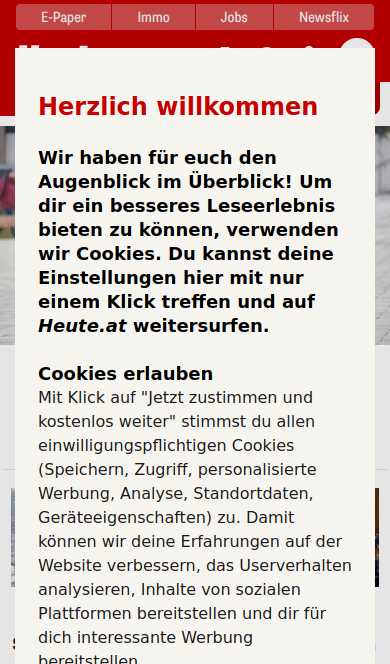 E-Paper Immo Jobs Newsflix
Herzlich willkommen
Wir haben für euch den
Augenblick im Überblick! Um
dir ein besseres Leseerlebnis
bieten zu können, verwenden
wir Cookies. Du kannst deine
Einstellungen hier mit nur
einem Klick treffen und auf
Heute.at weitersurfen.
Cookies erlauben
Mit Klick auf "Jetzt zustimmen und
kostenlos weiter" stimmst du allen
einwilligungspflichtigen Cookies
(Speichern, Zugriff, personalisierte
Werbung, Analyse, Standortdaten,
Geräteeigenschaften) zu. Damit
können wir deine Erfahrungen auf der
Website verbessern, das Userverhalten
analysieren, Inhalte von sozialen
Plattformen bereitstellen und dir für
dich interessante Werbung
bereitstellen